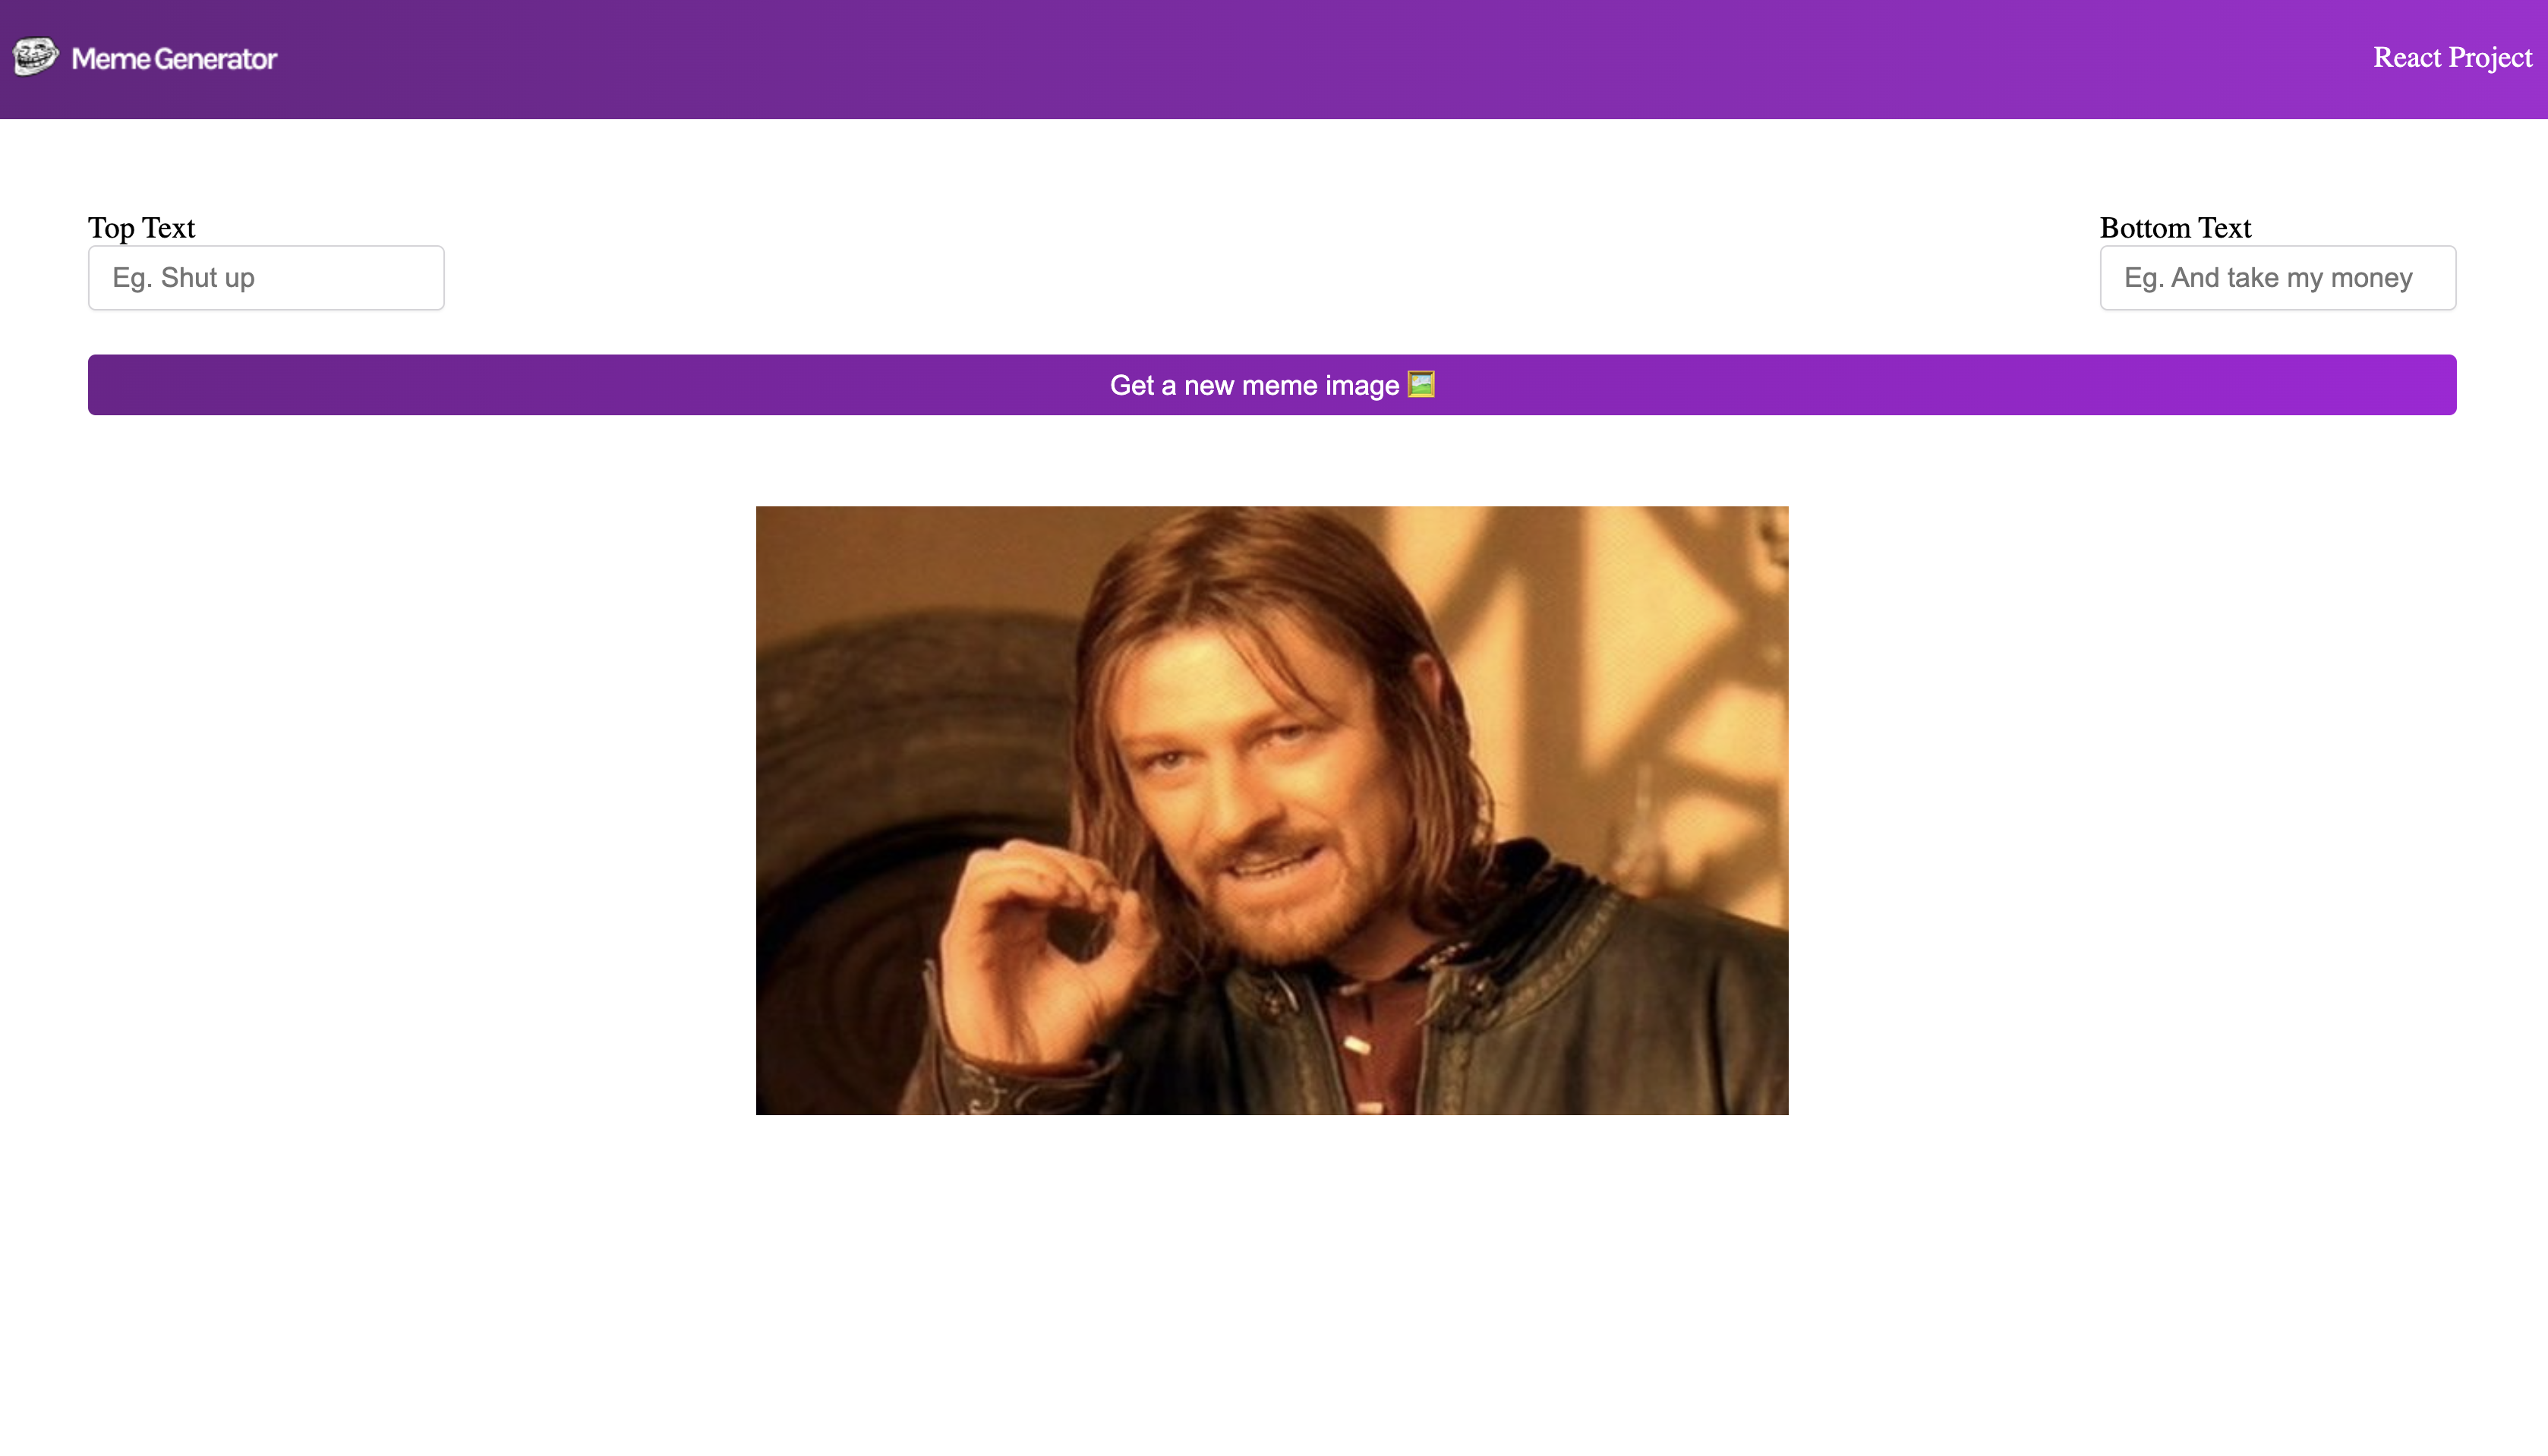 Meme Generator
React Project
Top Text
Bottom Text
Eg. Shut up
Eg. And take my money
Get a new meme image 🖼️